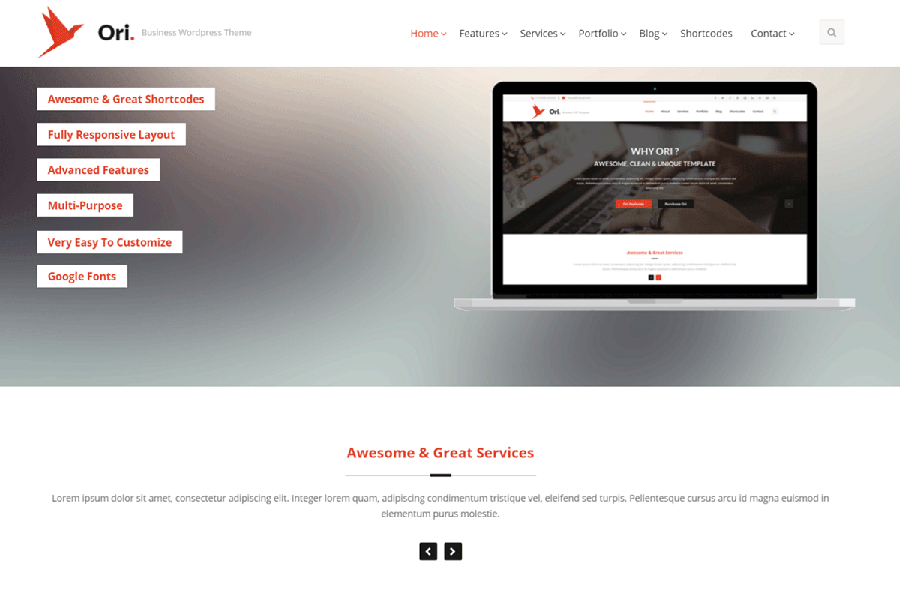 Ori.
Business Wordpress Theme
Home Features Services Portfolio Blog Shortcodes Contact
Awesome & Great Shortcodes
Fully Responsive Layout
Advanced Features
Multi-Purpose
Very Easy To Customize
Google Fonts
Ori.
WHY ORI ?
AWESOME, CLEAN & UNIQUE TEMPLATE
Awesome & Great Services
Awesome & Great Services
Lorem ipsum dolor sit amet, consectetur adipiscing elit. Integer lorem quam, adipiscing condimentum tristique vel, eleifend sed turpis. Pellentesque cursus arcu id magna euismod in
elementum purus molestie.